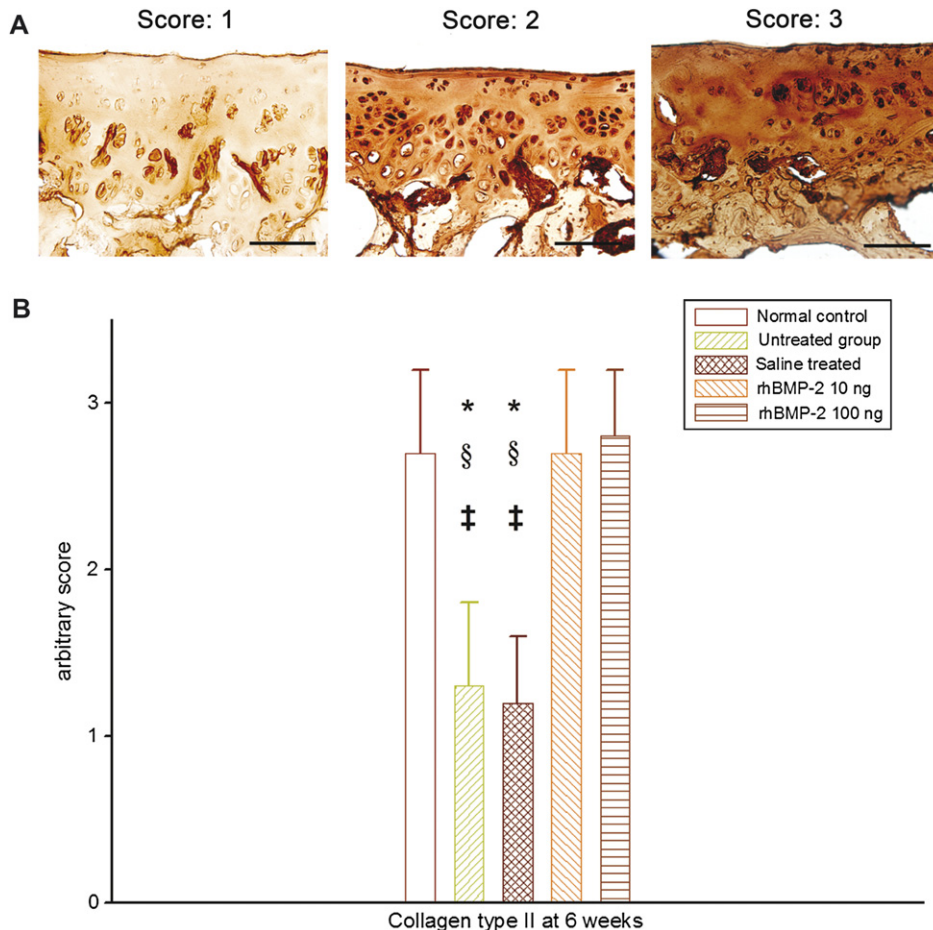 A
Score: 1
Score: 2
Score: 3
B
Normal control
Untreated group
Saline treated
rhBMP-2 10 ng
rhBMP-2 100 ng
3
* *
§ §
‡ ‡
2
arbitrary score
1
0
Collagen type II at 6 weeks